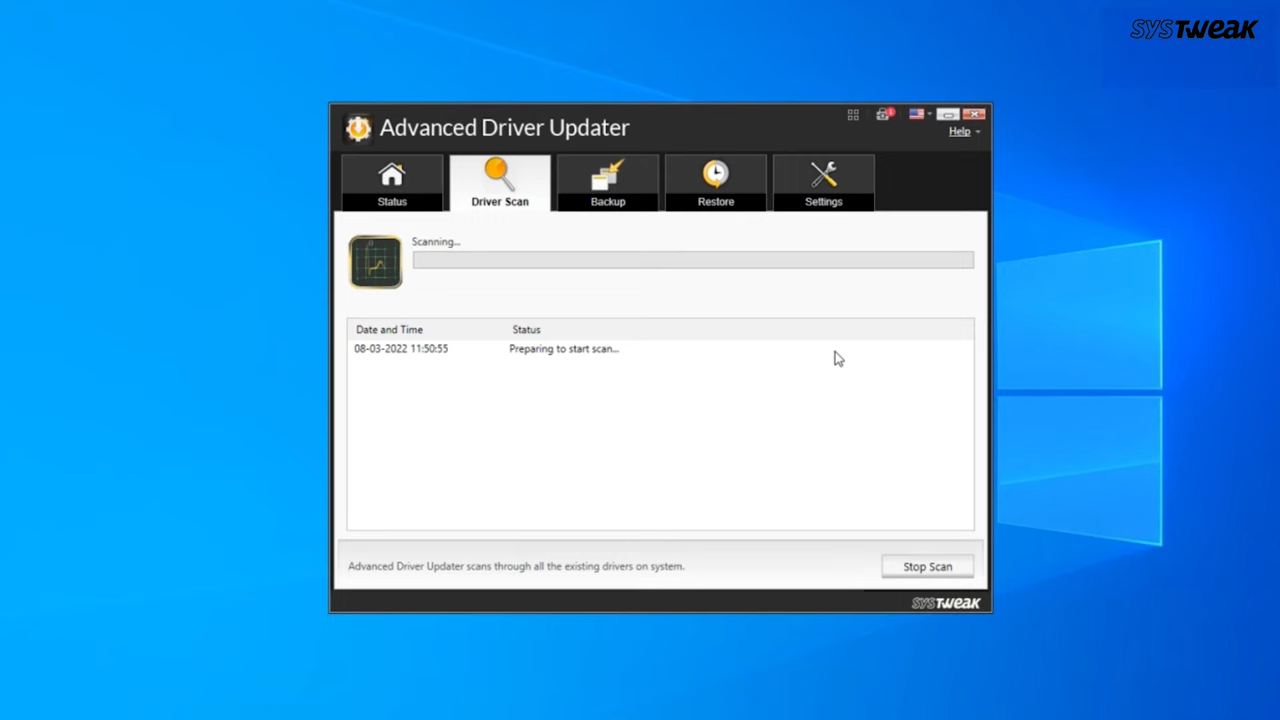 SYSTweak
Advanced Driver Updater
Help
Status
Driver Scan
Backup
Restore
Settings
Scanning...
Date and Time Status
08-03-2022 11:50:55 Preparing to start scan...
Advanced Driver Updater scans through all the existing drivers on system.
Stop Scan
SYSTweak